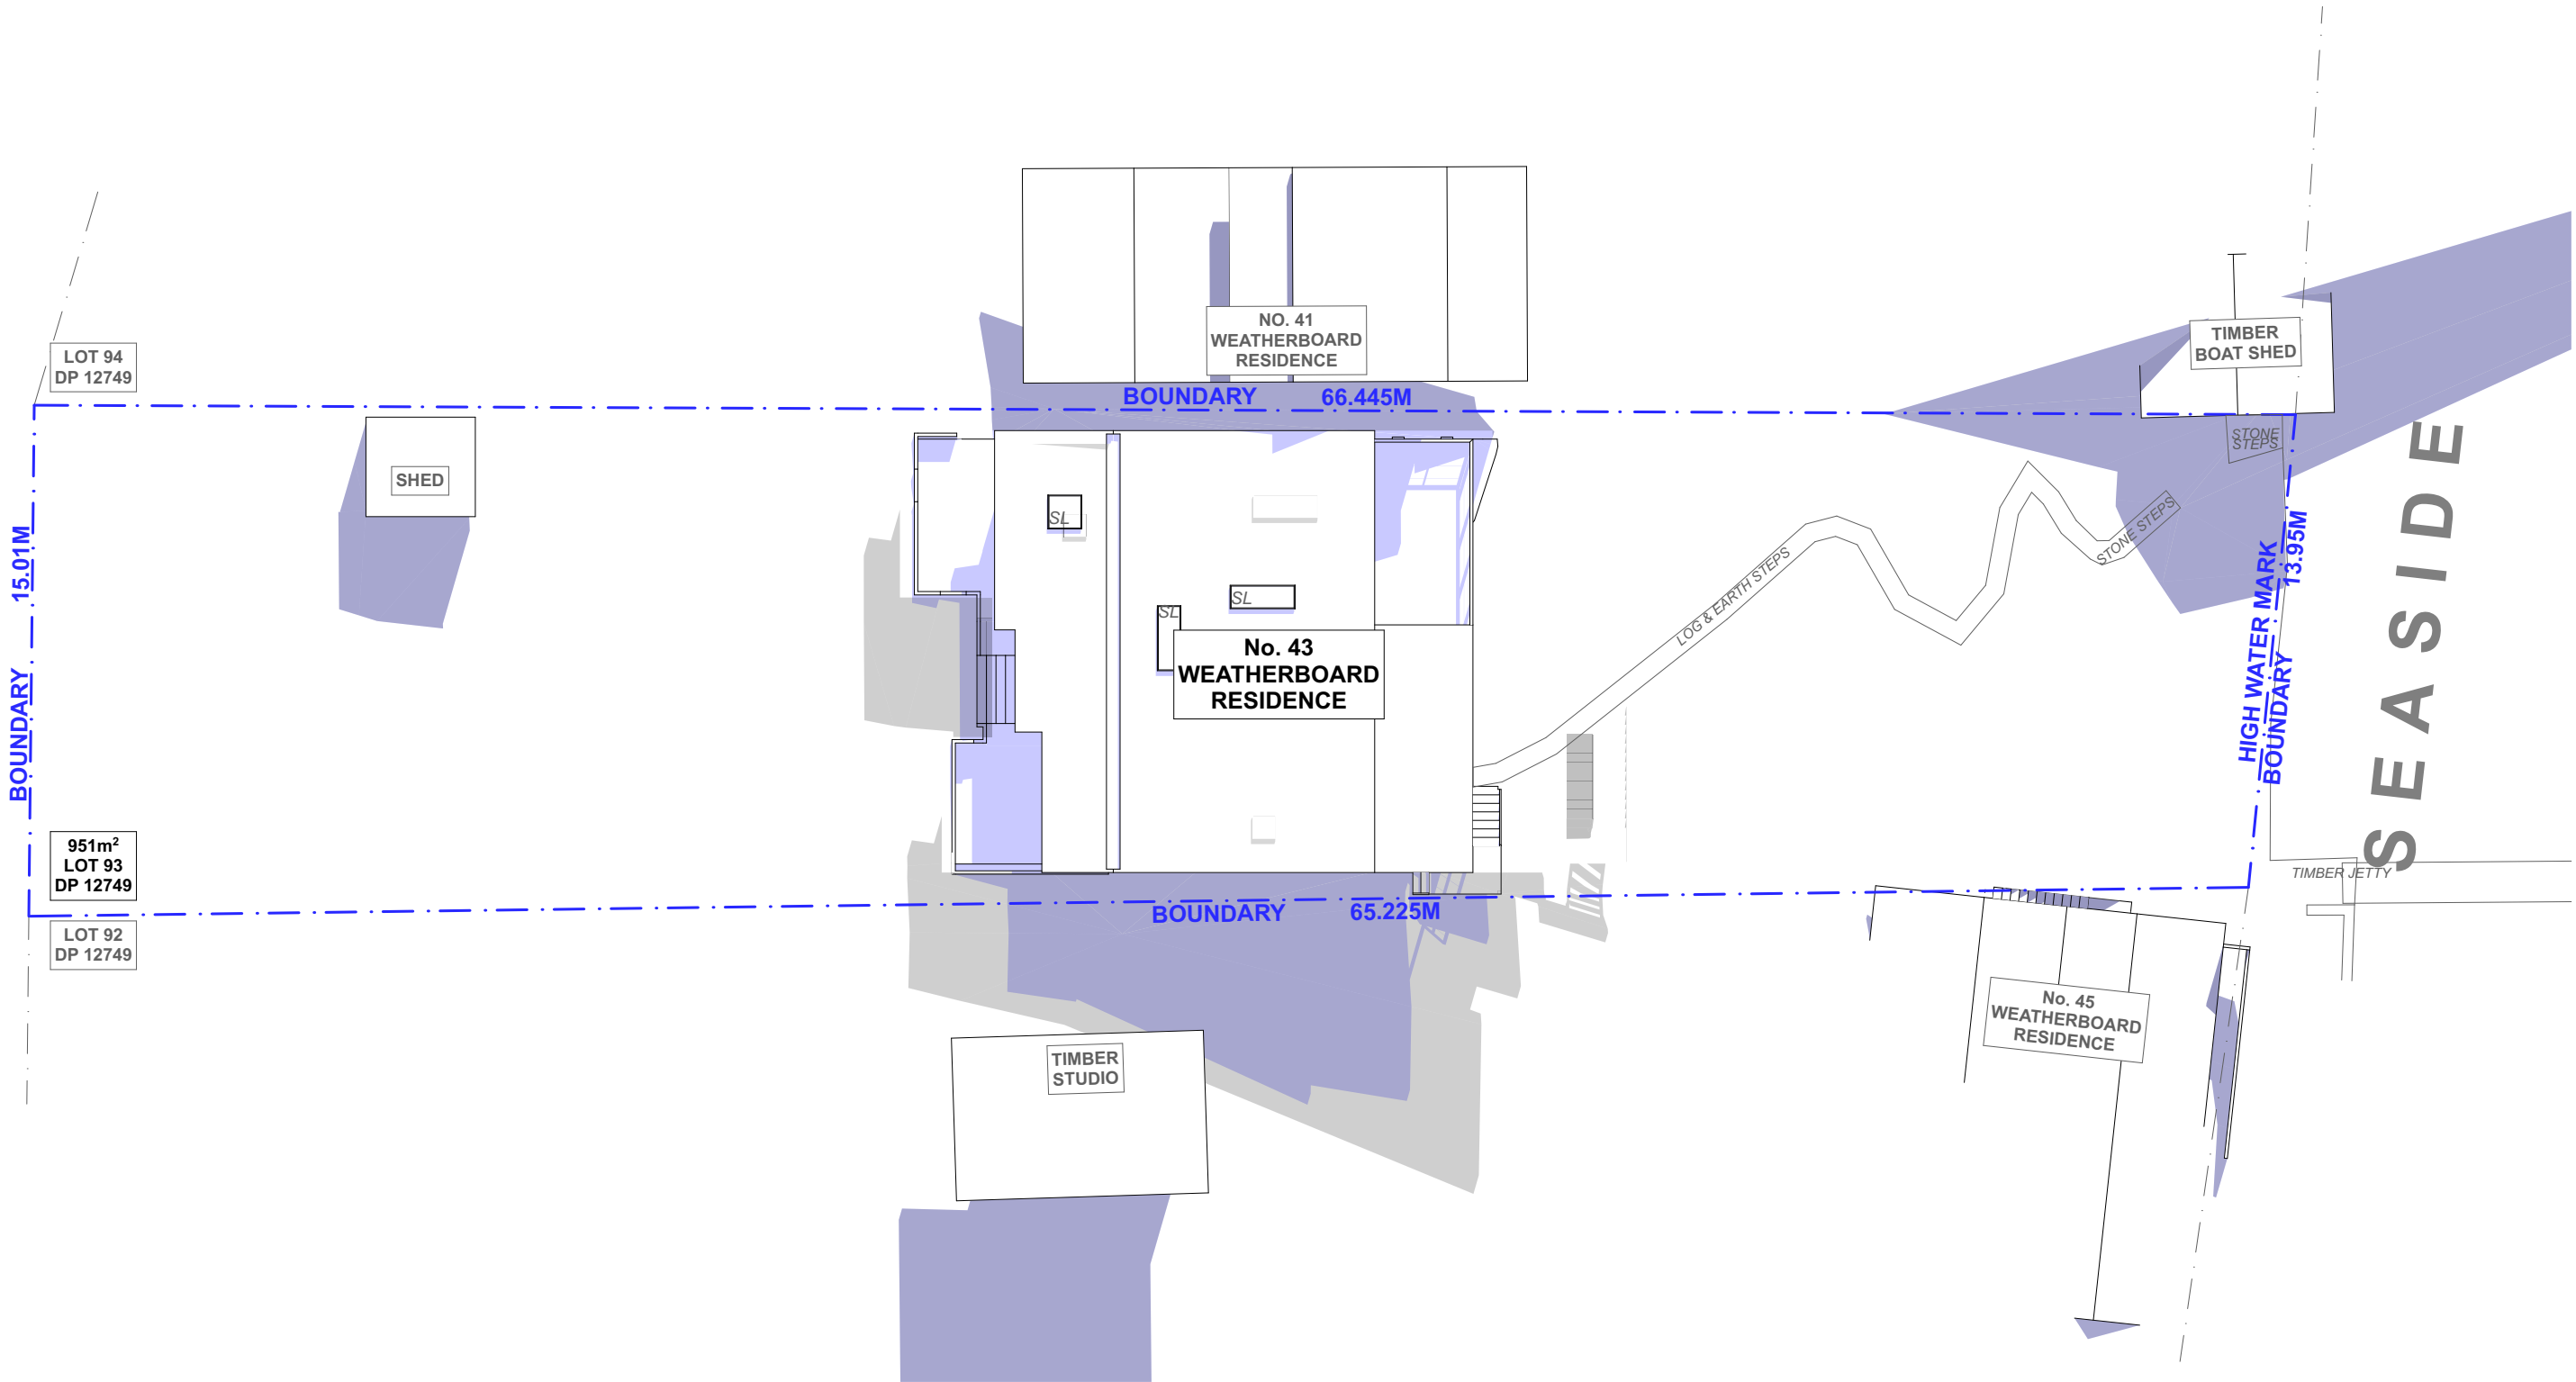 NO. 41
WEATHERBOARD
RESIDENCE
TIMBER
BOAT SHED
LOT 94
DP 12749
BOUNDARY 66.445M
STONE
STEPS
SHED
SEASIDE
SL
STONE STEPS
BOUNDARY 15.01M
LOG & EARTH STEPS
HIGH WATER MARK
BOUNDARY 13.95M
SL
SL
No. 43
WEATHERBOARD
RESIDENCE
951m²
LOT 93
DP 12749
TIMBER JETTY
BOUNDARY 65.225M
LOT 92
DP 12749
No. 45
WEATHERBOARD
RESIDENCE
TIMBER
STUDIO